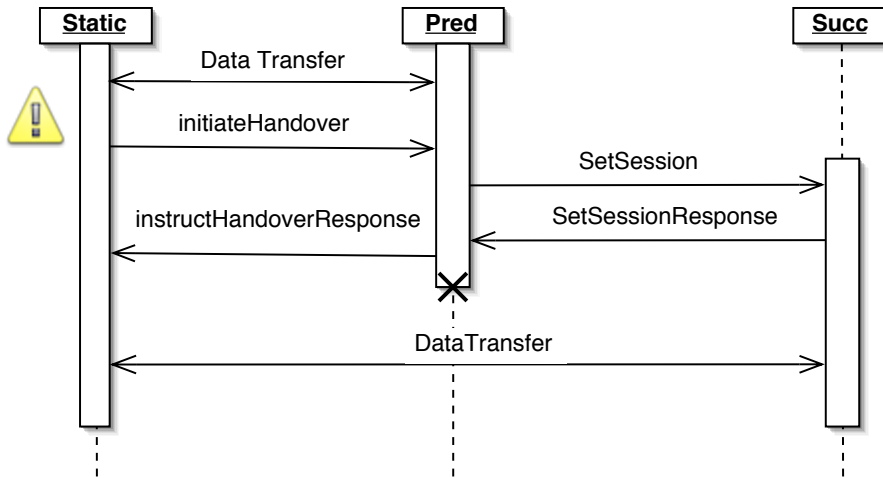 Static
Pred
Succ
Data Transfer
initiateHandover
SetSession
instructHandoverResponse
SetSessionResponse
DataTransfer